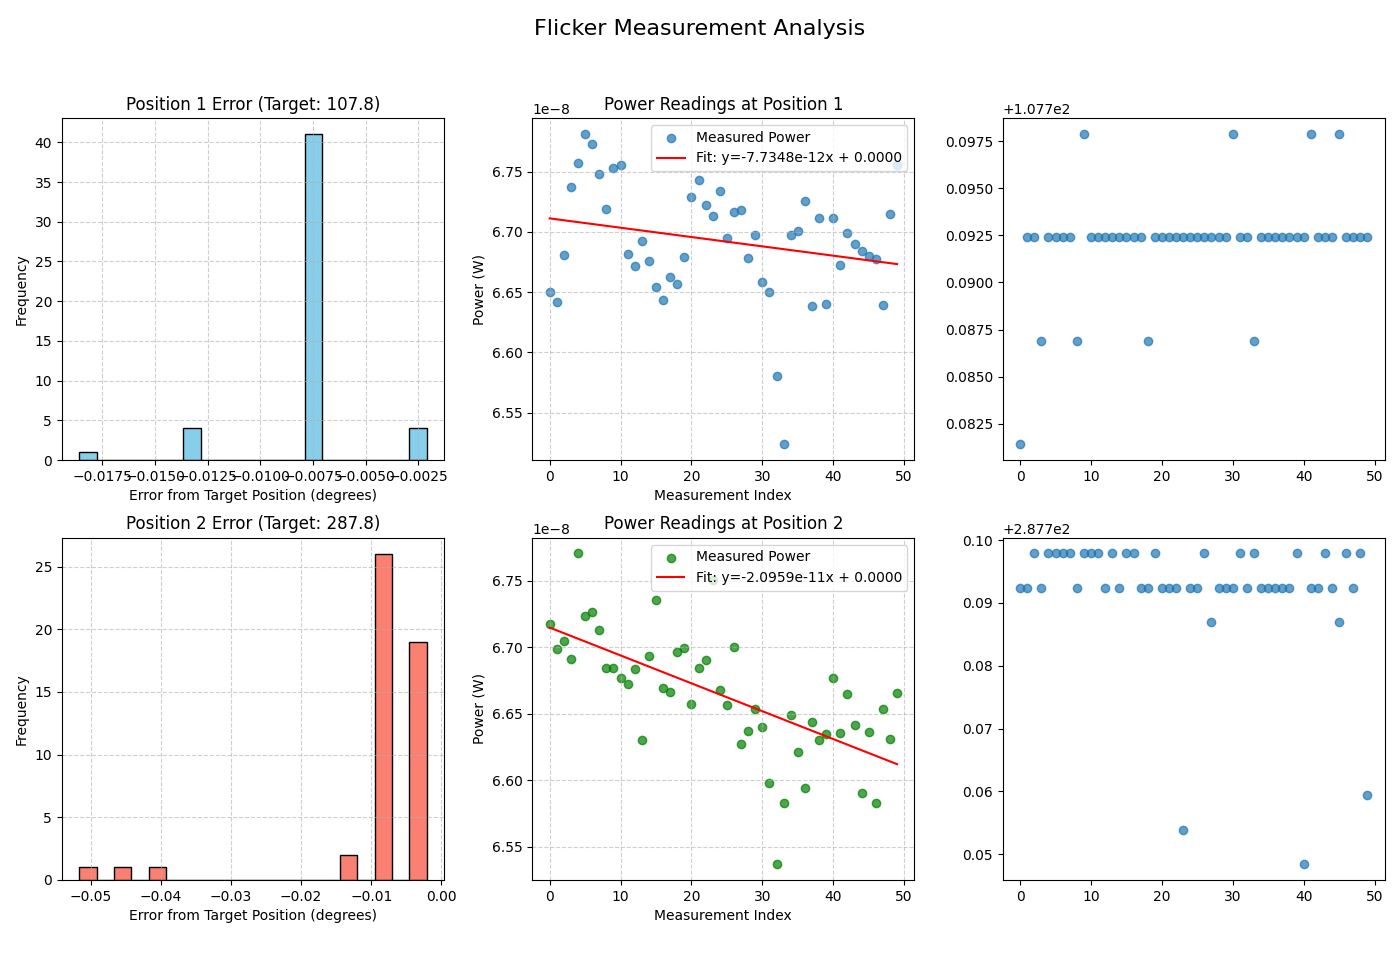 Flicker Measurement Analysis
Position 1 Error (Target: 107.8)
Frequency
40
35
30
25
20
15
10
5
0
−0.0175 −0.0150 −0.0125 −0.0100 −0.0075 −0.0050 −0.0025
Error from Target Position (degrees)
1e−8
Power Readings at Position 1
Measured Power
Fit: y=-7.7348e-12x + 0.0000
Power (W)
6.75
6.70
6.65
6.60
6.55
0 10 20 30 40 50
Measurement Index
+1.077e2
0.0975
0.0950
0.0925
0.0900
0.0875
0.0850
0.0825
0 10 20 30 40 50
Position 2 Error (Target: 287.8)
Frequency
25
20
15
10
5
0
−0.05 −0.04 −0.03 −0.02 −0.01 0.00
Error from Target Position (degrees)
1e−8
Power Readings at Position 2
Measured Power
Fit: y=-2.0959e-11x + 0.0000
Power (W)
6.75
6.70
6.65
6.60
6.55
0 10 20 30 40 50
Measurement Index
+2.877e2
0.10
0.09
0.08
0.07
0.06
0.05
0 10 20 30 40 50